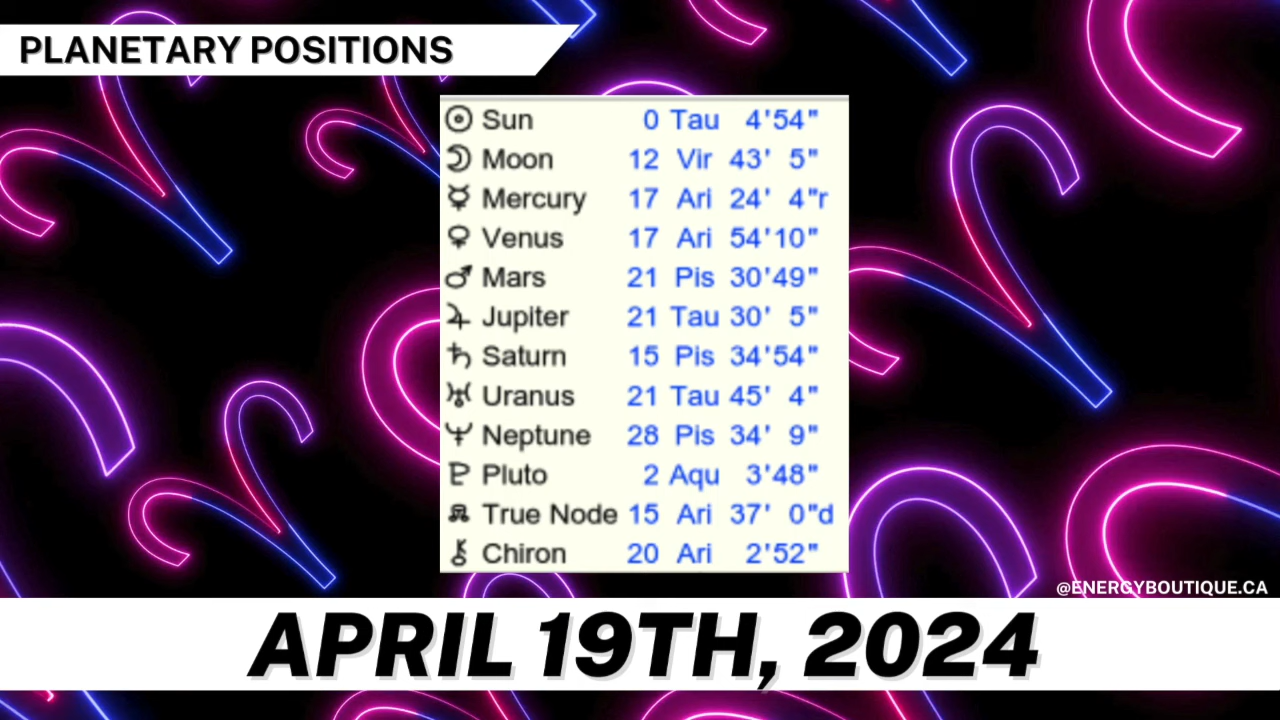 PLANETARY POSITIONS
Sun 0 Tau 4'54"
Moon 12 Vir 43' 5"
Mercury 17 Ari 24' 4"r
Venus 17 Ari 54'10"
Mars 21 Pis 30'49"
Jupiter 21 Tau 30' 5"
Saturn 15 Pis 34'54"
Uranus 21 Tau 45' 4"
Neptune 28 Pis 34' 9"
Pluto 2 Aqu 3'48"
True Node 15 Ari 37' 0"d
Chiron 20 Ari 2'52"
@ENERGYBOUTIQUE.CA
APRIL 19TH, 2024